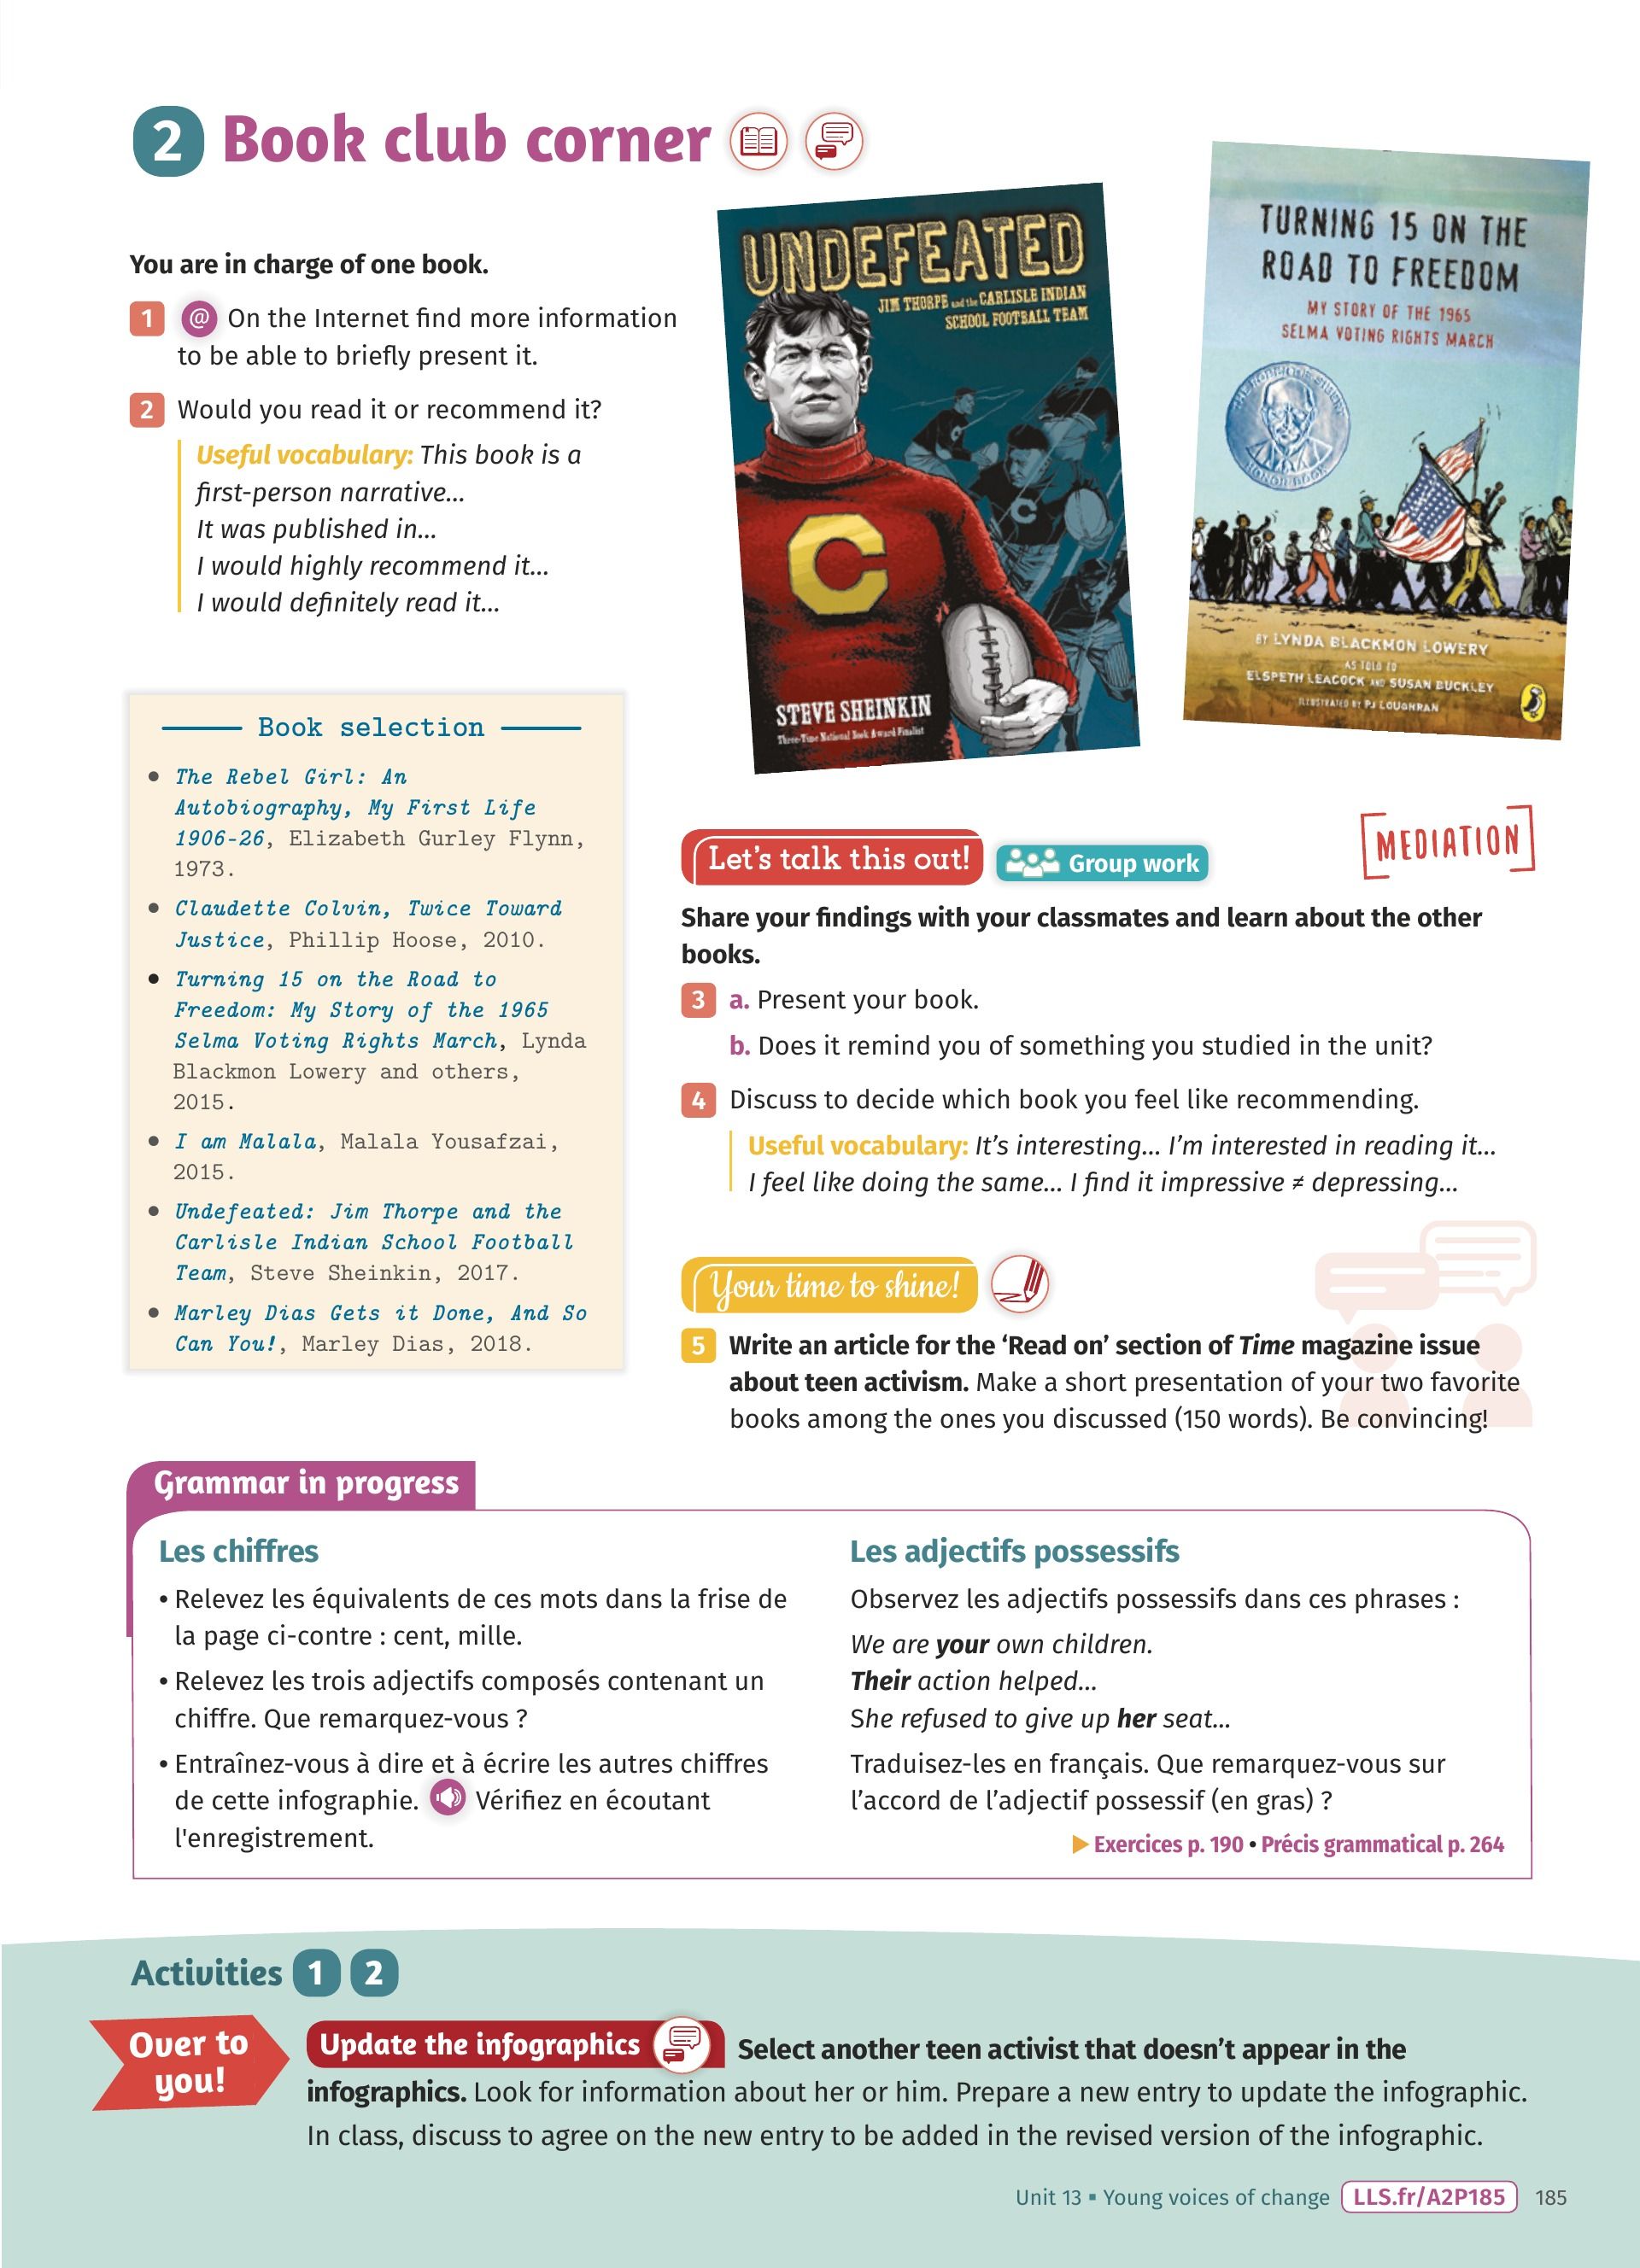 2 Book club corner
You are in charge of one book.
1 @ On the Internet find more information
to be able to briefly present it.
2 Would you read it or recommend it?
Useful vocabulary: This book is a
first-person narrative...
It was published in...
I would highly recommend it...
I would definitely read it...
UNDEFEATED
JIM THORPE and the CARLISLE INDIAN
SCHOOL FOOTBALL TEAM
C
STEVE SHEINKIN
Three-Time National Book Award Finalist
TURNING 15 ON THE
ROAD TO FREEDOM
MY STORY OF THE 1965
SELMA VOTING RIGHTS MARCH
HONOR BOOK
BY LYNDA BLACKMON LOWERY
AS TOLD TO
ELSPETH LEACOCK AND SUSAN BUCKLEY
ILLUSTRATED BY PJ LOUGHRAN
Book selection
• The Rebel Girl: An
Autobiography, My First Life
1906-26, Elizabeth Gurley Flynn,
1973.
• Claudette Colvin, Twice Toward
Justice, Phillip Hoose, 2010.
• Turning 15 on the Road to
Freedom: My Story of the 1965
Selma Voting Rights March, Lynda
Blackmon Lowery and others,
2015.
• I am Malala, Malala Yousafzai,
2015.
• Undefeated: Jim Thorpe and the
Carlisle Indian School Football
Team, Steve Sheinkin, 2017.
• Marley Dias Gets it Done, And So
Can You!, Marley Dias, 2018.
Let's talk this out! Group work
MEDIATION
Share your findings with your classmates and learn about the other
books.
3 a. Present your book.
b. Does it remind you of something you studied in the unit?
4 Discuss to decide which book you feel like recommending.
Useful vocabulary: It's interesting... I'm interested in reading it...
I feel like doing the same... I find it impressive ≠ depressing...
Your time to shine!
5 Write an article for the ‘Read on’ section of Time magazine issue
about teen activism. Make a short presentation of your two favorite
books among the ones you discussed (150 words). Be convincing!
Grammar in progress
Les chiffres
• Relevez les équivalents de ces mots dans la frise de
la page ci-contre : cent, mille.
• Relevez les trois adjectifs composés contenant un
chiffre. Que remarquez-vous ?
• Entraînez-vous à dire et à écrire les autres chiffres
de cette infographie. Vérifiez en écoutant
l'enregistrement.
Les adjectifs possessifs
Observez les adjectifs possessifs dans ces phrases :
We are your own children.
Their action helped...
She refused to give up her seat...
Traduisez-les en français. Que remarquez-vous sur
l'accord de l'adjectif possessif (en gras) ?
Exercices p. 190 • Précis grammatical p. 264
Activities 1 2
Over to
you!
Update the infographics Select another teen activist that doesn't appear in the
infographics. Look for information about her or him. Prepare a new entry to update the infographic.
In class, discuss to agree on the new entry to be added in the revised version of the infographic.
Unit 13 ▪ Young voices of change LLS.fr/A2P185 185